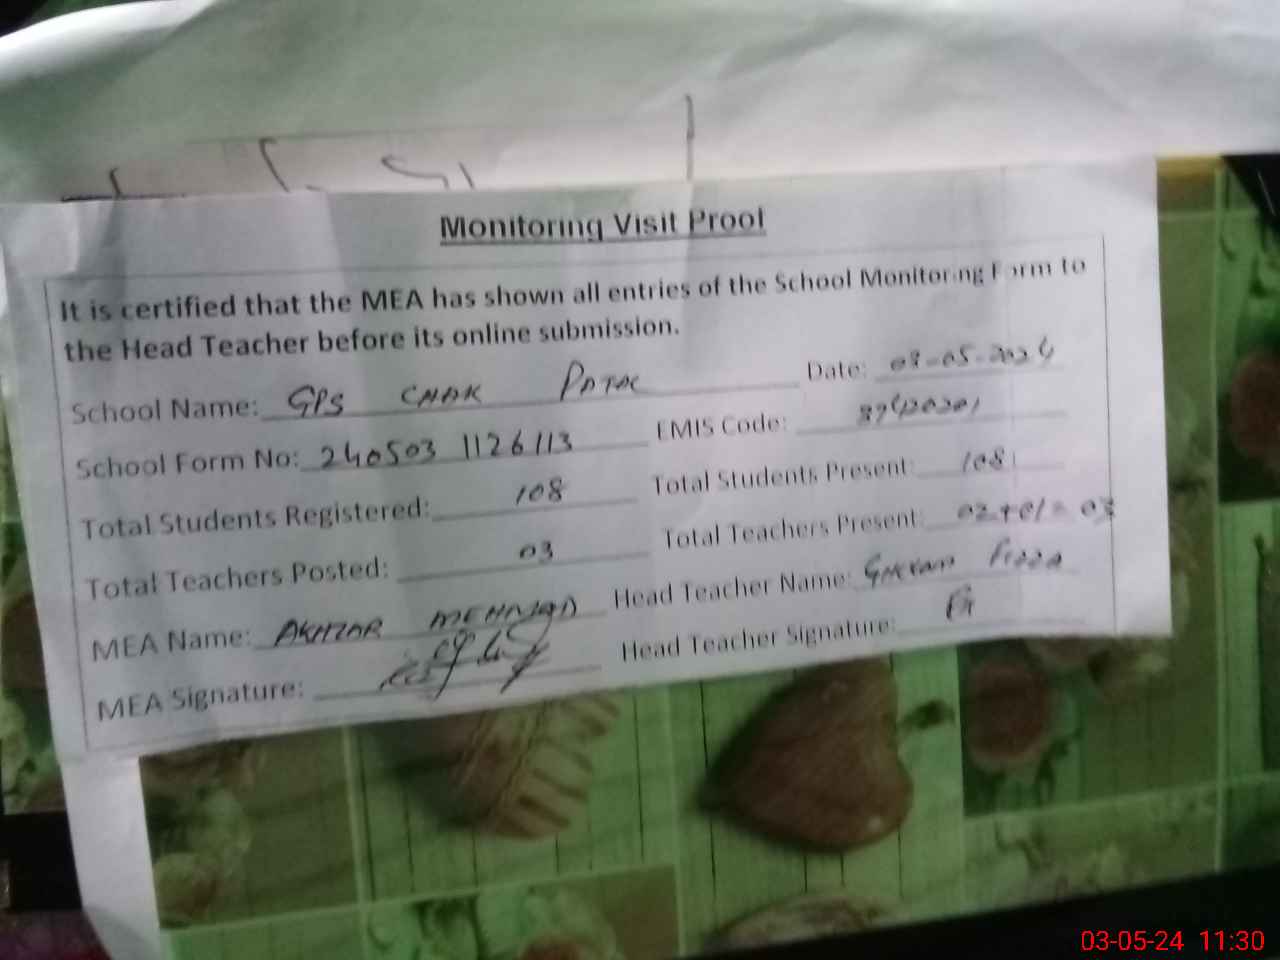 Monitoring Visit Proof
It is certified that the MEA has shown all entries of the School Monitoring Form to
the Head Teacher before its online submission.
School Name: GPS CHAK Date: 03-05-2024
School Form No: 240503 1126113 EMIS Code:
Total Students Registered: 108 Total Students Present: 108
Total Teachers Posted: 03 Total Teachers Present: 02+01=03
MEA Name: Head Teacher Name:
MEA Signature: Head Teacher Signature:
03-05-24 11:30